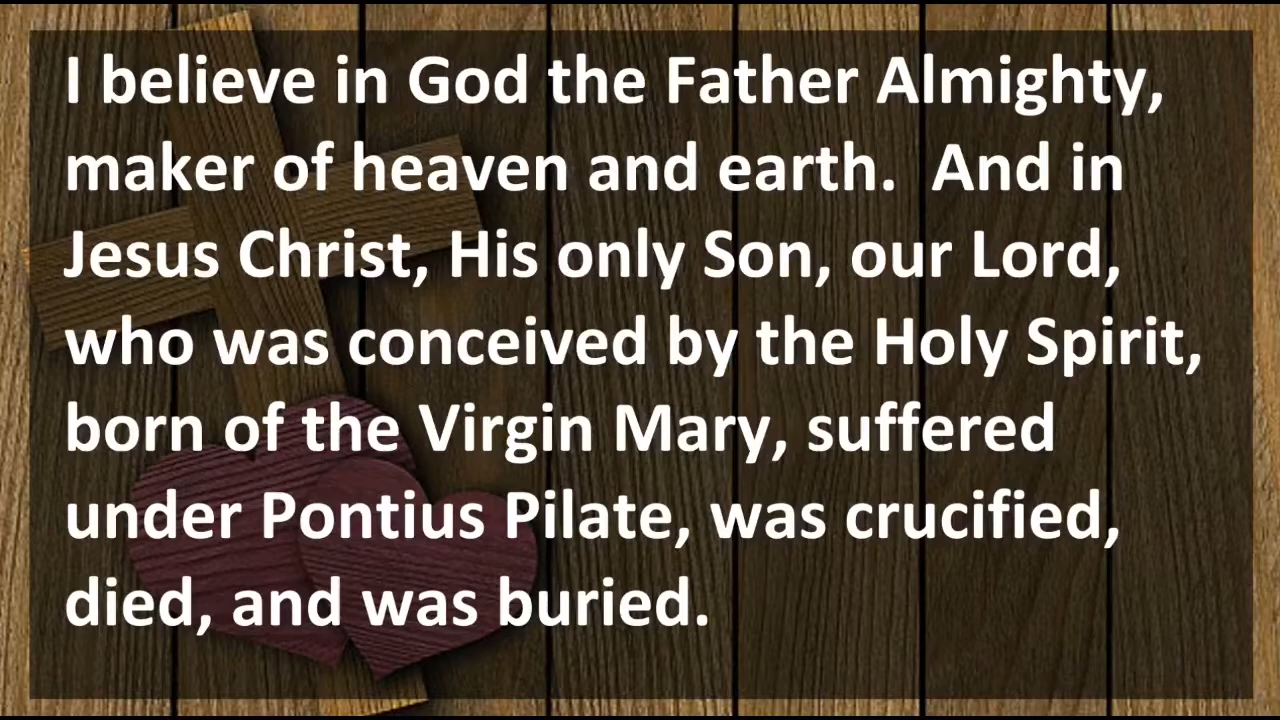 I believe in God the Father Almighty,
maker of heaven and earth.  And in
Jesus Christ, His only Son, our Lord,
who was conceived by the Holy Spirit,
born of the Virgin Mary, suffered
under Pontius Pilate, was crucified,
died, and was buried.